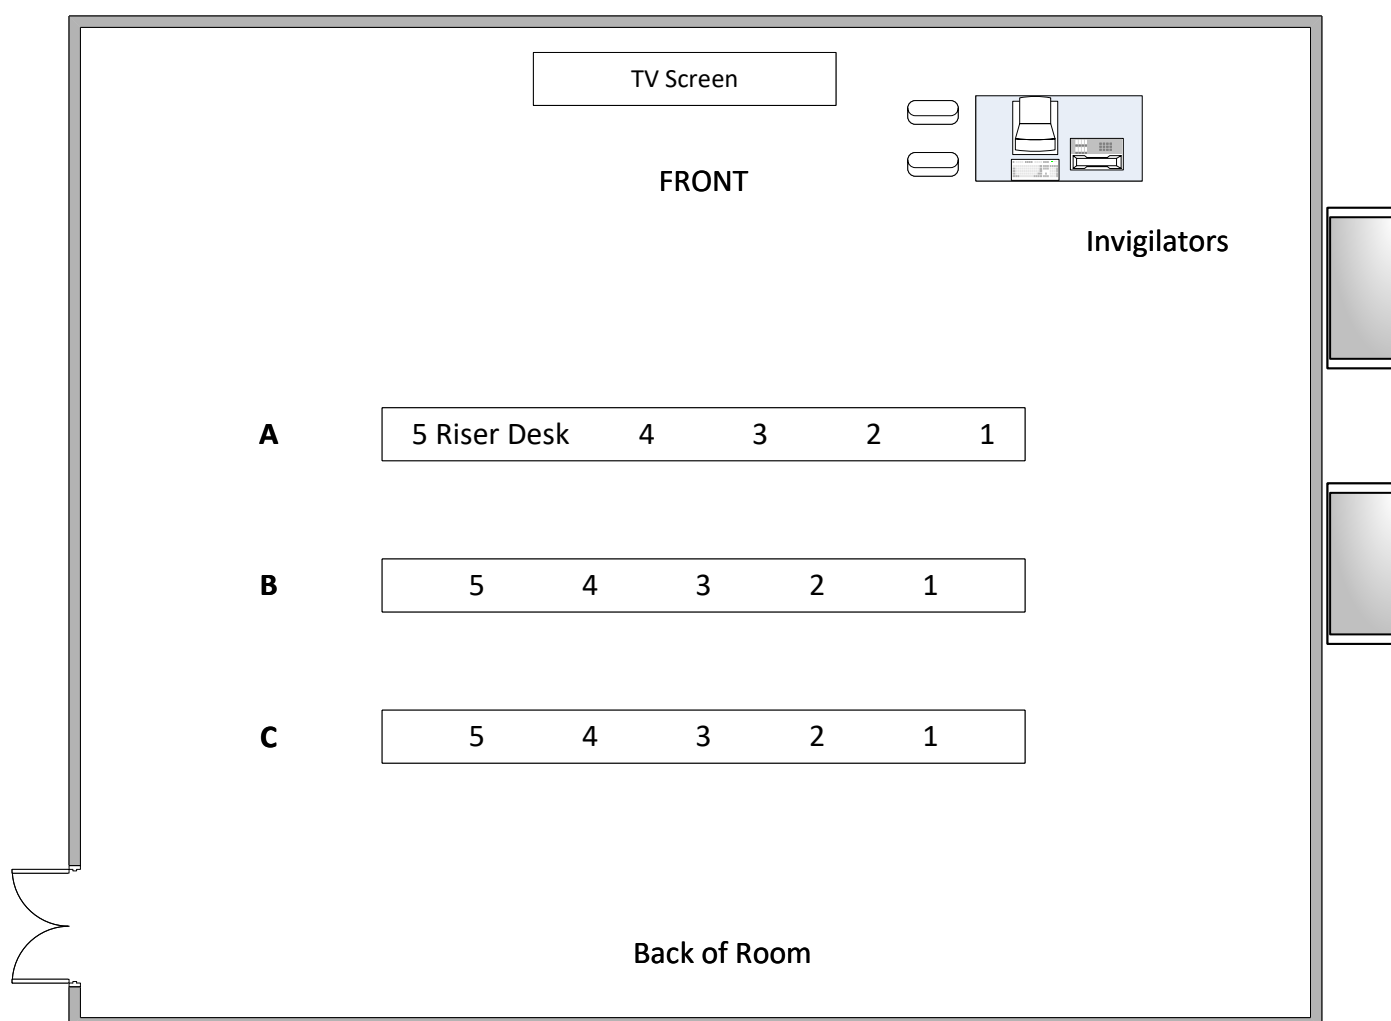 TV Screen
FRONT
Invigilators
A 5 Riser Desk 4 3 2 1
B 5 4 3 2 1
C 5 4 3 2 1
Back of Room